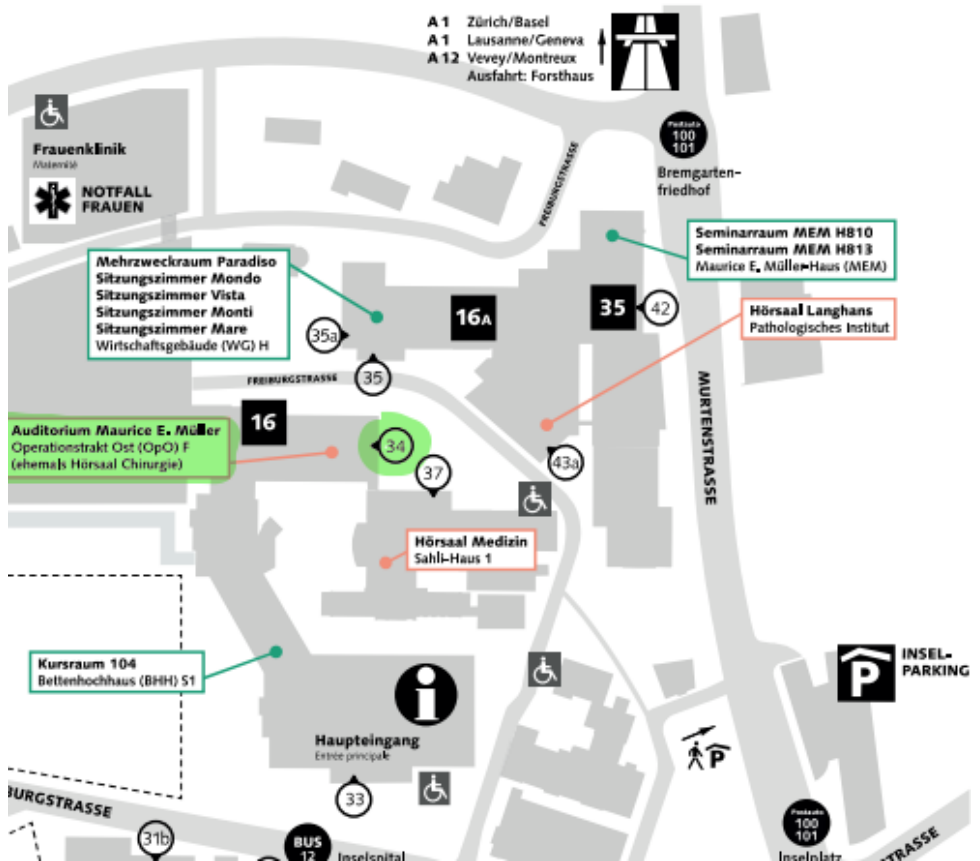 A 1 Zürich/Basel
A 1 Lausanne/Geneva
A 12 Vevey/Montreux
Ausfahrt: Forsthaus
Frauenklinik
Maternité
NOTFALL
FRAUEN
FREIBURGSTRASSE
Postauto
100
101
Bremgarten-
friedhof
Mehrzweckraum Paradiso
Sitzungszimmer Mondo
Sitzungszimmer Vista
Sitzungszimmer Monti
Sitzungszimmer Mare
Wirtschaftsgebäude (WG) H
Seminarraum MEM H810
Seminarraum MEM H813
Maurice E. Müller-Haus (MEM)
16A
35
42
Hörsaal Langhans
Pathologisches Institut
35a
35
FREIBURGSTRASSE
MURTENSTRASSE
16
Auditorium Maurice E. Müller
Operationstrakt Ost (OpO) F
(ehemals Hörsaal Chirurgie)
34
37
43a
Hörsaal Medizin
Sahli-Haus 1
Kursraum 104
Bettenhochhaus (BHH) S1
P
INSEL-
PARKING
i
Haupteingang
Entrée principale
P
33
BURGSTRASSE
31b
BUS
12
Inselspital
Postauto
100
101
Inselplatz
STRASSE